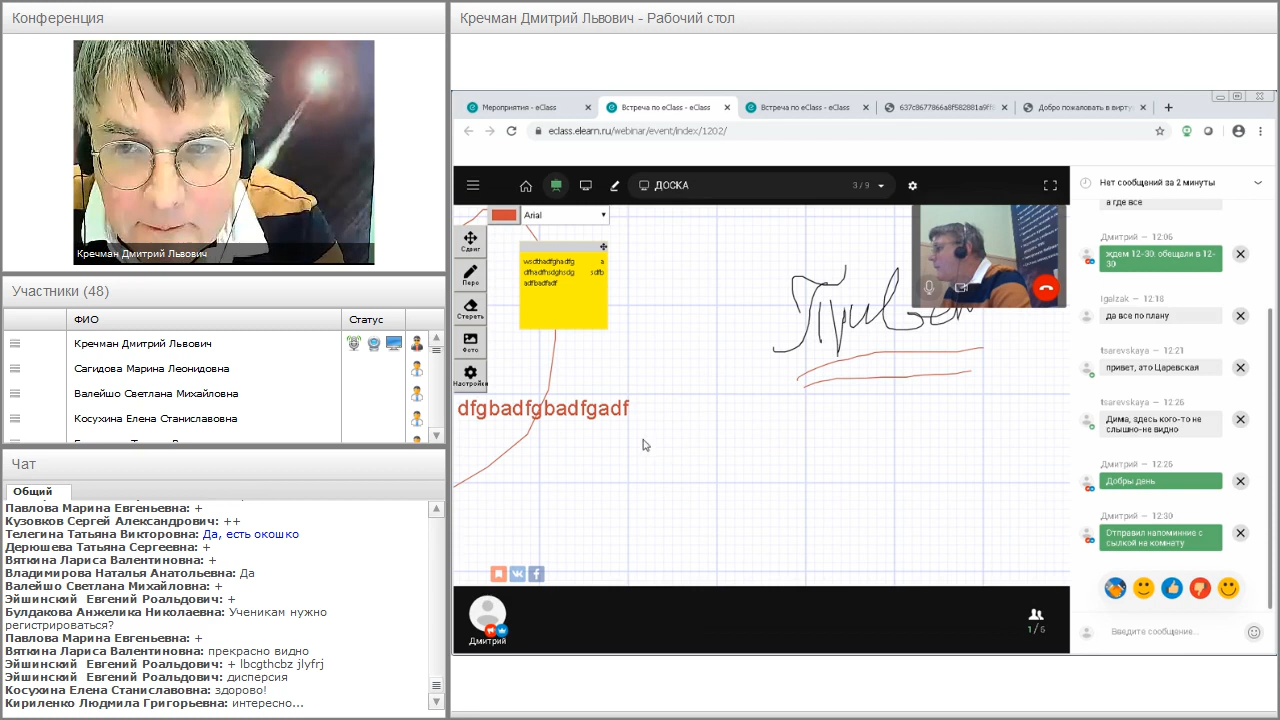 Конференция
Кречман Дмитрий Львович
Участники (48)
ФИО Статус
Кречман Дмитрий Львович
Сагидова Марина Леонидовна
Валейшо Светлана Михайловна
Косухина Елена Станиславовна
Чат
Общий
Павлова Марина Евгеньевна: +
Кузовков Сергей Александрович: ++
Телегина Татьяна Викторовна: Да, есть окошко
Дерюшева Татьяна Сергеевна: +
Вяткина Лариса Валентиновна: +
Владимирова Наталья Анатольевна: Да
Валейшо Светлана Михайловна: +
Эйшинский Евгений Роальдович: +
Булдакова Анжелика Николаевна: Ученикам нужно
регистрироваться?
Павлова Марина Евгеньевна: +
Вяткина Лариса Валентиновна: прекрасно видно
Эйшинский Евгений Роальдович: + lbcgthcbz jlyfrj
Эйшинский Евгений Роальдович: дисперсия
Косухина Елена Станиславовна: здорово!
Кириленко Людмила Григорьевна: интересно...
Кречман Дмитрий Львович - Рабочий стол
Мероприятия - eClass
Встреча по eClass - eClass
Встреча по eClass - eClass
637c8677866a8f582881a9ff
Добро пожаловать в вирту
eclass.elearn.ru/webinar/event/index/1202/
ДОСКА 3 / 9
Arial
Сдвиг
Перо
Стереть
Фото
Настройки
wsdthadfghadfg a
dfhadfhsdghsdg sdfb
adfbadfadf
Привет
dfgbadfgbadfgadf
Дмитрий
1/5
Нет сообщений за 2 минуты
а где все
Дмитрий — 12:06
ждем 12-30. обещали в 12-
30
Igalzak — 12:18
да все по плану
tsarevskaya — 12:21
привет, это Царевская
tsarevskaya — 12:26
Дима, здесь кого-то не
слышно-не видно
Дмитрий — 12:26
Добры день
Дмитрий — 12:30
Отправил напоминние с
сылкой на комнату
Введите сообщение...